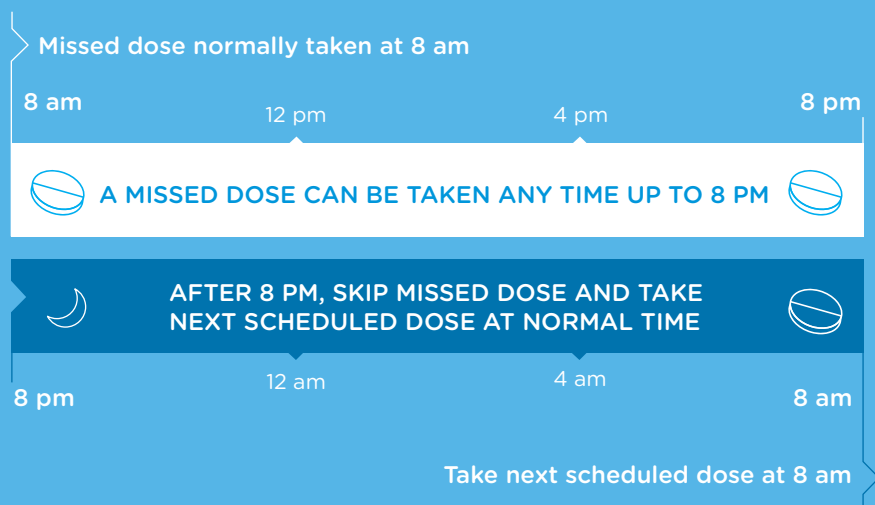 Missed dose normally taken at 8 am
8 am
12 pm
4 pm
8 pm
A MISSED DOSE CAN BE TAKEN ANY TIME UP TO 8 PM
AFTER 8 PM, SKIP MISSED DOSE AND TAKE
NEXT SCHEDULED DOSE AT NORMAL TIME
8 pm
12 am
4 am
8 am
Take next scheduled dose at 8 am